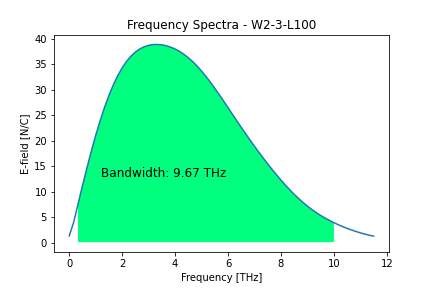 Frequency Spectra - W2-3-L100
40
35
30
25
20
15
10
5
0
E-field [N/C]
Bandwidth: 9.67 THz
0 2 4 6 8 10 12
Frequency [THz]